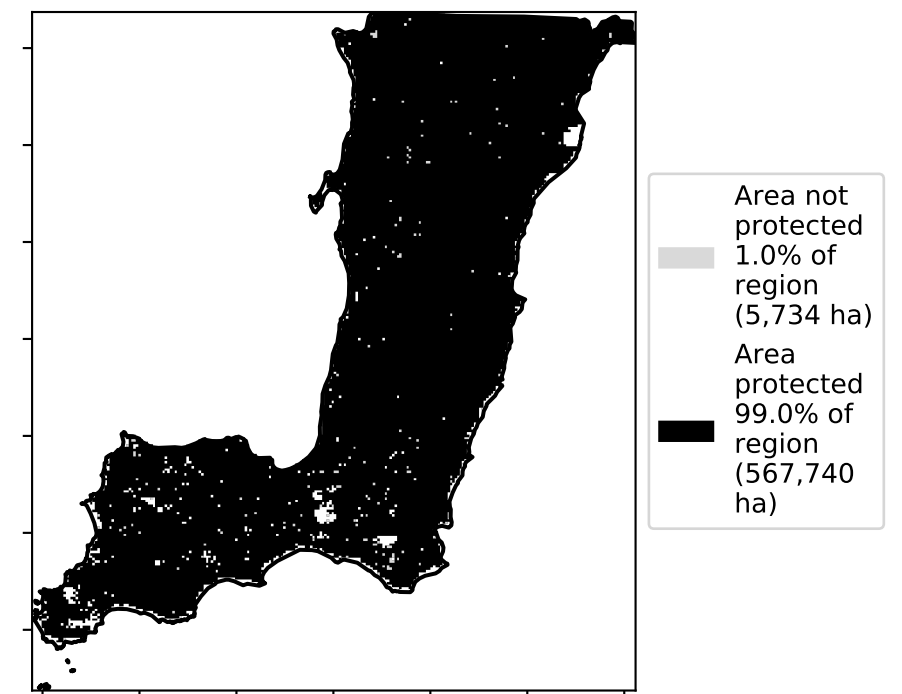 Area not
protected
1.0% of
region
(5,734 ha)
Area
protected
99.0% of
region
(567,740
ha)